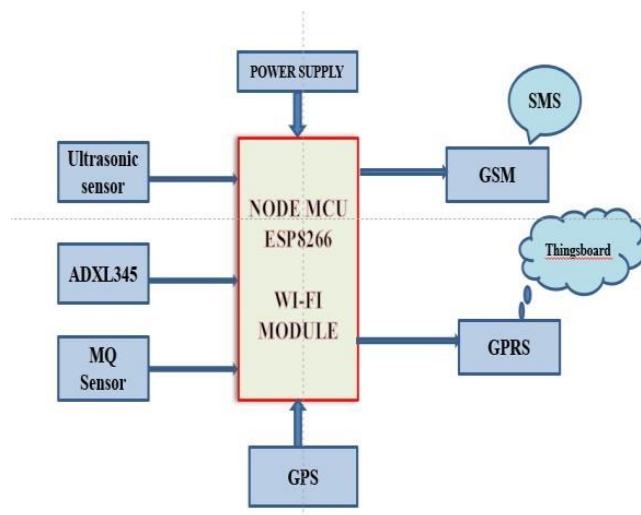 POWER SUPPLY
SMS
Ultrasonic
sensor
GSM
NODE MCU
ESP8266
WI-FI
MODULE
Thingsboard
ADXL345
GPRS
MQ
Sensor
GPS